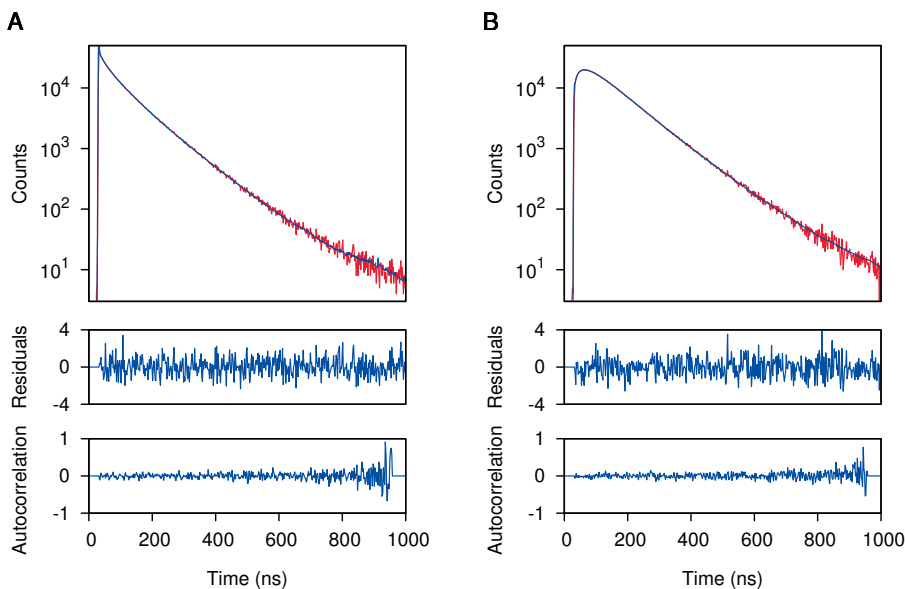 A
B
Counts
10^4
10^3
10^2
10^1
Counts
10^4
10^3
10^2
10^1
Residuals
4
0
-4
Residuals
4
0
-4
Autocorrelation
1
0
-1
Autocorrelation
1
0
-1
0 200 400 600 800 1000
0 200 400 600 800 1000
Time (ns)
Time (ns)